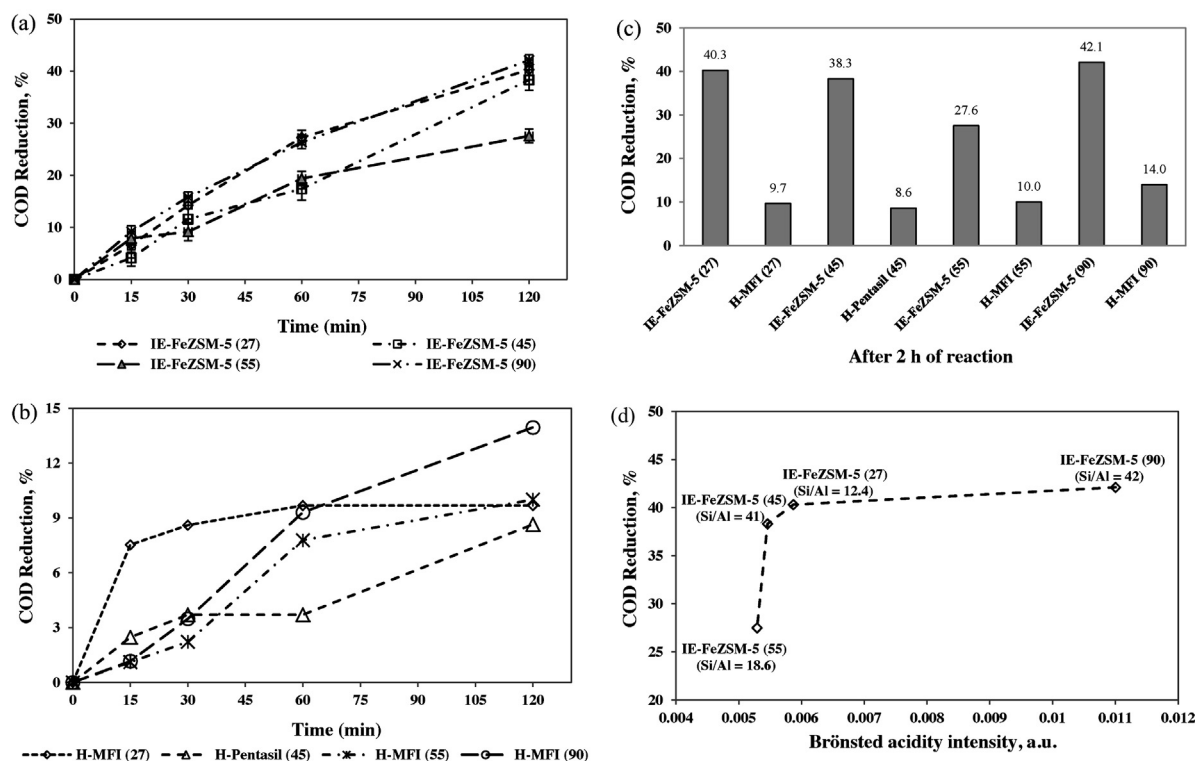 (a)
50
40
30
20
10
0
COD Reduction, %
0 15 30 45 60 75 90 105 120
Time (min)
IE-FeZSM-5 (27) IE-FeZSM-5 (45)
IE-FeZSM-5 (55) IE-FeZSM-5 (90)
(c)
50
40
30
20
10
0
COD Reduction, %
40.3
9.7
38.3
8.6
27.6
10.0
42.1
14.0
IE-FeZSM-5 (27)
H-MFI (27)
IE-FeZSM-5 (45)
H-Pentasil (45)
IE-FeZSM-5 (55)
H-MFI (55)
IE-FeZSM-5 (90)
H-MFI (90)
After 2 h of reaction
(b)
15
12
9
6
3
0
COD Reduction, %
0 15 30 45 60 75 90 105 120
Time (min)
H-MFI (27) H-Pentasil (45) H-MFI (55) H-MFI (90)
(d)
50
45
40
35
30
25
20
COD Reduction, %
IE-FeZSM-5 (90)
(Si/Al = 42)
IE-FeZSM-5 (27)
(Si/Al = 12.4)
IE-FeZSM-5 (45)
(Si/Al = 41)
IE-FeZSM-5 (55)
(Si/Al = 18.6)
0.004 0.005 0.006 0.007 0.008 0.009 0.01 0.011 0.012
Brönsted acidity intensity, a.u.